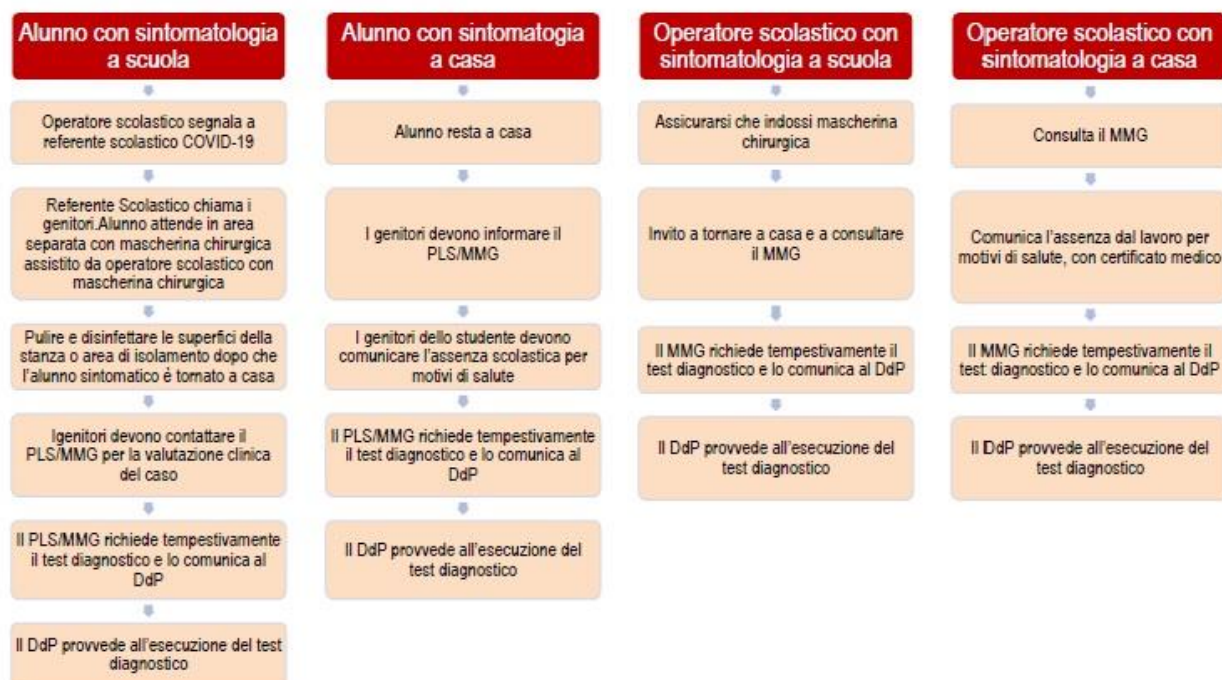 Alunno con sintomatologia
a scuola
Operatore scolastico segnala a
referente scolastico COVID-19
Referente Scolastico chiama i
genitori.Alunno attende in area
separata con mascherina chirurgica
assistito da operatore scolastico con
mascherina chirurgica
Pulire e disinfettare le superfici della
stanza o area di isolamento dopo che
l'alunno sintomatico è tornato a casa
Igenitori devono contattare il
PLS/MMG per la valutazione clinica
del caso
Il PLS/MMG richiede tempestivamente
il test diagnostico e lo comunica al
DdP
Il DdP provvede all'esecuzione del test
diagnostico
Alunno con sintomatogia
a casa
Alunno resta a casa
I genitori devono informare il
PLS/MMG
I genitori dello studente devono
comunicare l'assenza scolastica per
motivi di salute
Il PLS/MMG richiede tempestivamente
il test diagnostico e lo comunica al
DdP
Il DdP provvede all'esecuzione del
test diagnostico
Operatore scolastico con
sintomatologia a scuola
Assicurarsi che indossi mascherina
chirurgica
Invito a tornare a casa e a consultare
il MMG
Il MMG richiede tempestivamente il
test diagnostico e lo comunica al DdP
Il DdP provvede all'esecuzione del
test diagnostico
Operatore scolastico con
sintomatologia a casa
Consulta il MMG
Comunica l'assenza dal lavoro per
motivi di salute, con certificato medico
Il MMG richiede tempestivamente il
test diagnostico e lo comunica al DdP
Il DdP provvede all'esecuzione del
test diagnostico